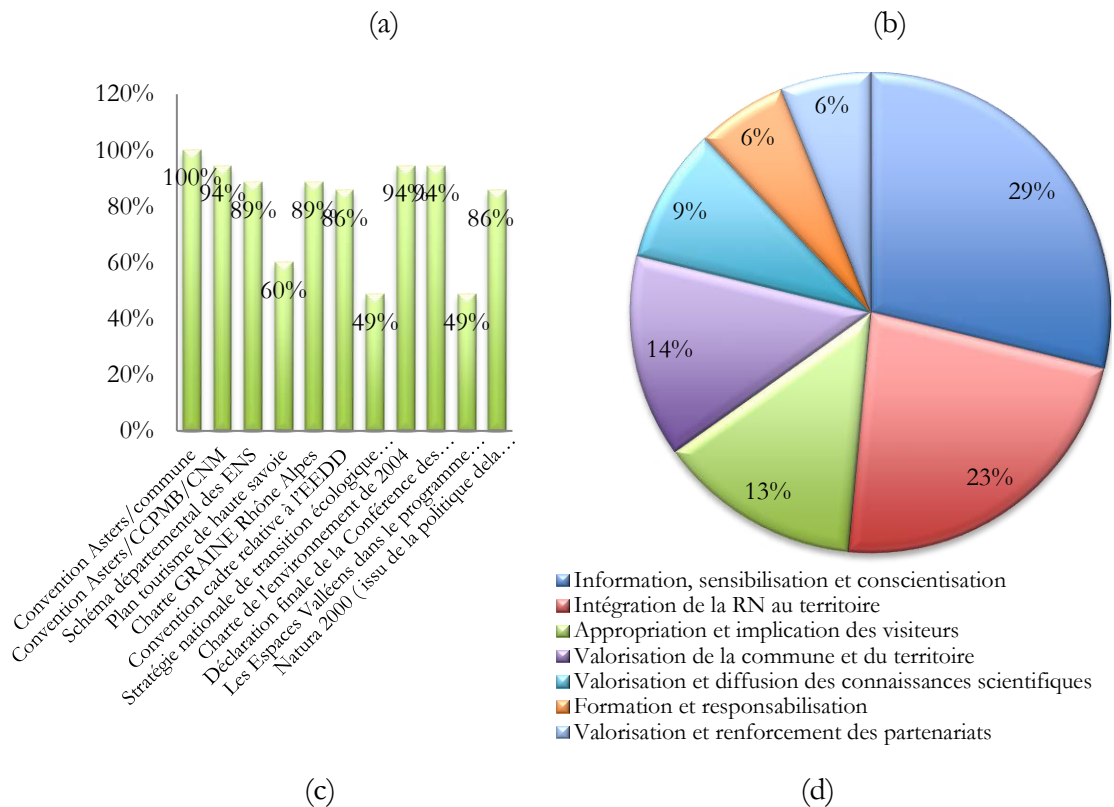 (a)
(b)
120%
100%
80%
60%
40%
20%
0%
100%
94%
89%
60%
89%
86%
49%
94%
94%
49%
86%
Convention Asters/commune
Convention Asters/CCPMB/CNM
Schéma départemental des ENS
Plan tourisme de haute savoie
Charte GRAINE Rhône Alpes
Convention cadre relative à l'EEDD
Stratégie nationale de transition écologique…
Charte de l'environnement de 2004
Déclaration finale de la Conférence des…
Les Espaces Valléens dans le programme…
Natura 2000 ( issu de la politique dela…
29%
23%
13%
14%
9%
6%
6%
Information, sensibilisation et conscientisation
Intégration de la RN au territoire
Appropriation et implication des visiteurs
Valorisation de la commune et du territoire
Valorisation et diffusion des connaissances scientifiques
Formation et responsabilisation
Valorisation et renforcement des partenariats
(c)
(d)